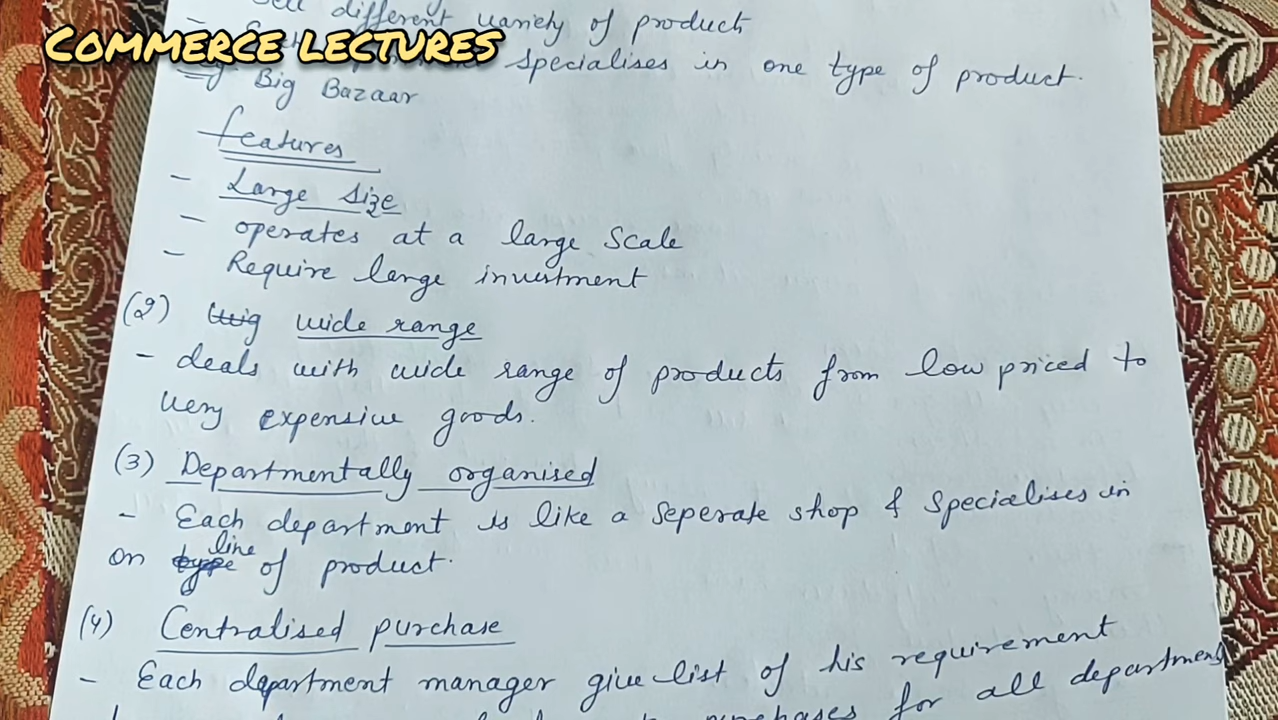 Sell different variety of product
COMMERCE LECTURES
specialises in one type of product.
eg Big Bazaar
features
- Large size
- operates at a large scale
- Require large investment
(2) wide range
- deals with wide range of products from low priced to
very expensive goods.
(3) Departmentally organised
- Each department is like a seperate shop & specialises in
on line of product.
(4) Centralised purchase
- Each department manager give list of his requirement
purchases for all department